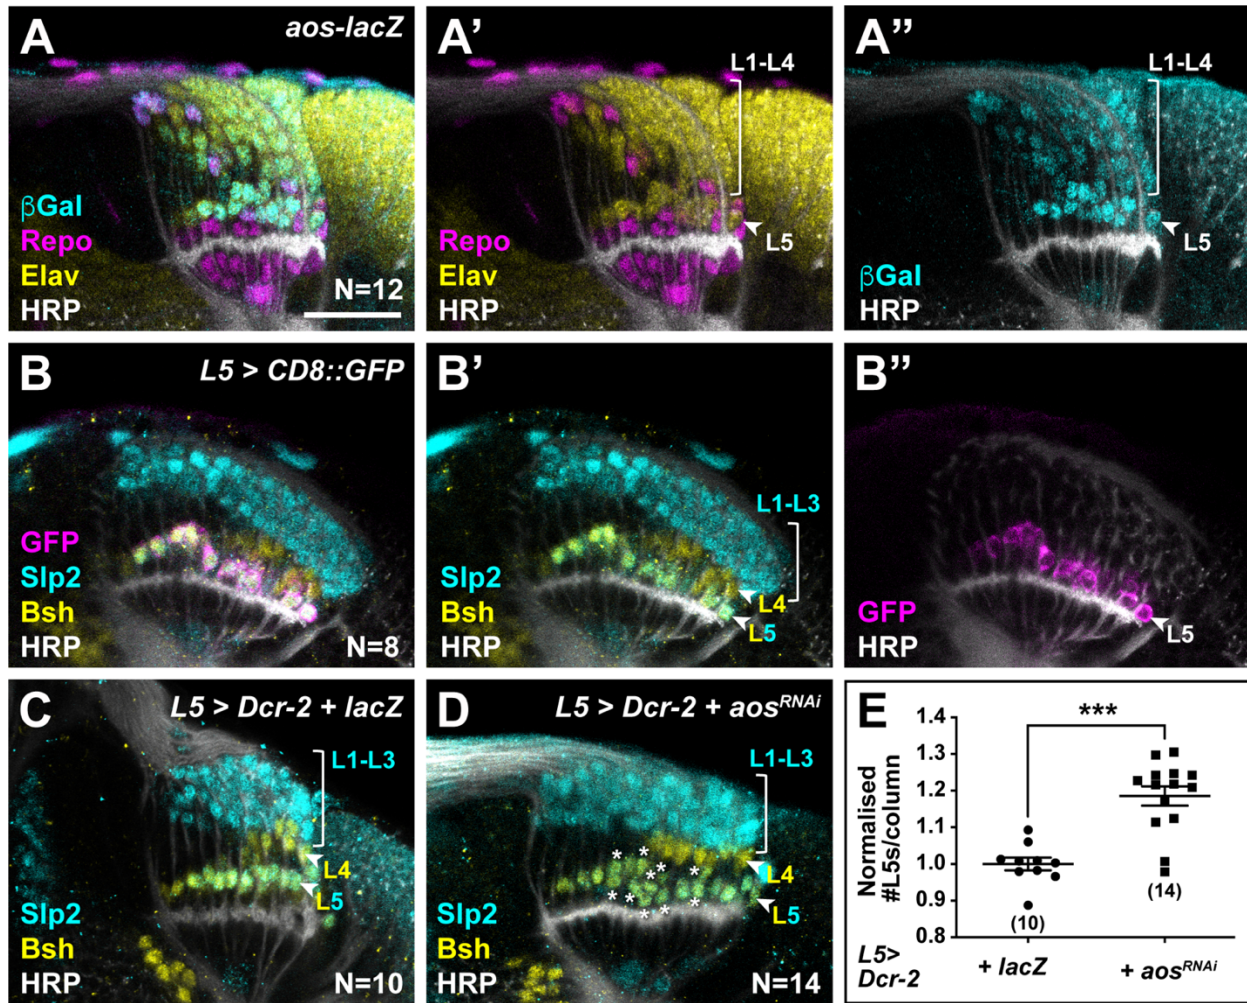 A
aos-lacZ
βGal
Repo
Elav
HRP
N=12
A’
L1-L4
L5
Repo
Elav
HRP
A’’
L1-L4
L5
βGal
HRP
B
L5 > CD8::GFP
GFP
Slp2
Bsh
HRP
N=8
B’
L1-L3
L4
L5
Slp2
Bsh
HRP
B’’
L5
GFP
HRP
C
L5 > Dcr-2 + lacZ
L1-L3
L4
L5
Slp2
Bsh
HRP
N=10
D
L5 > Dcr-2 + aosRNAi
L1-L3
* * * * * * * * * * *
L4
L5
Slp2
Bsh
HRP
N=14
E
***
Normalised
#L5s/column
1.4
1.3
1.2
1.1
1.0
0.9
0.8
(10)
(14)
L5>
Dcr-2
+ lacZ
+ aosRNAi